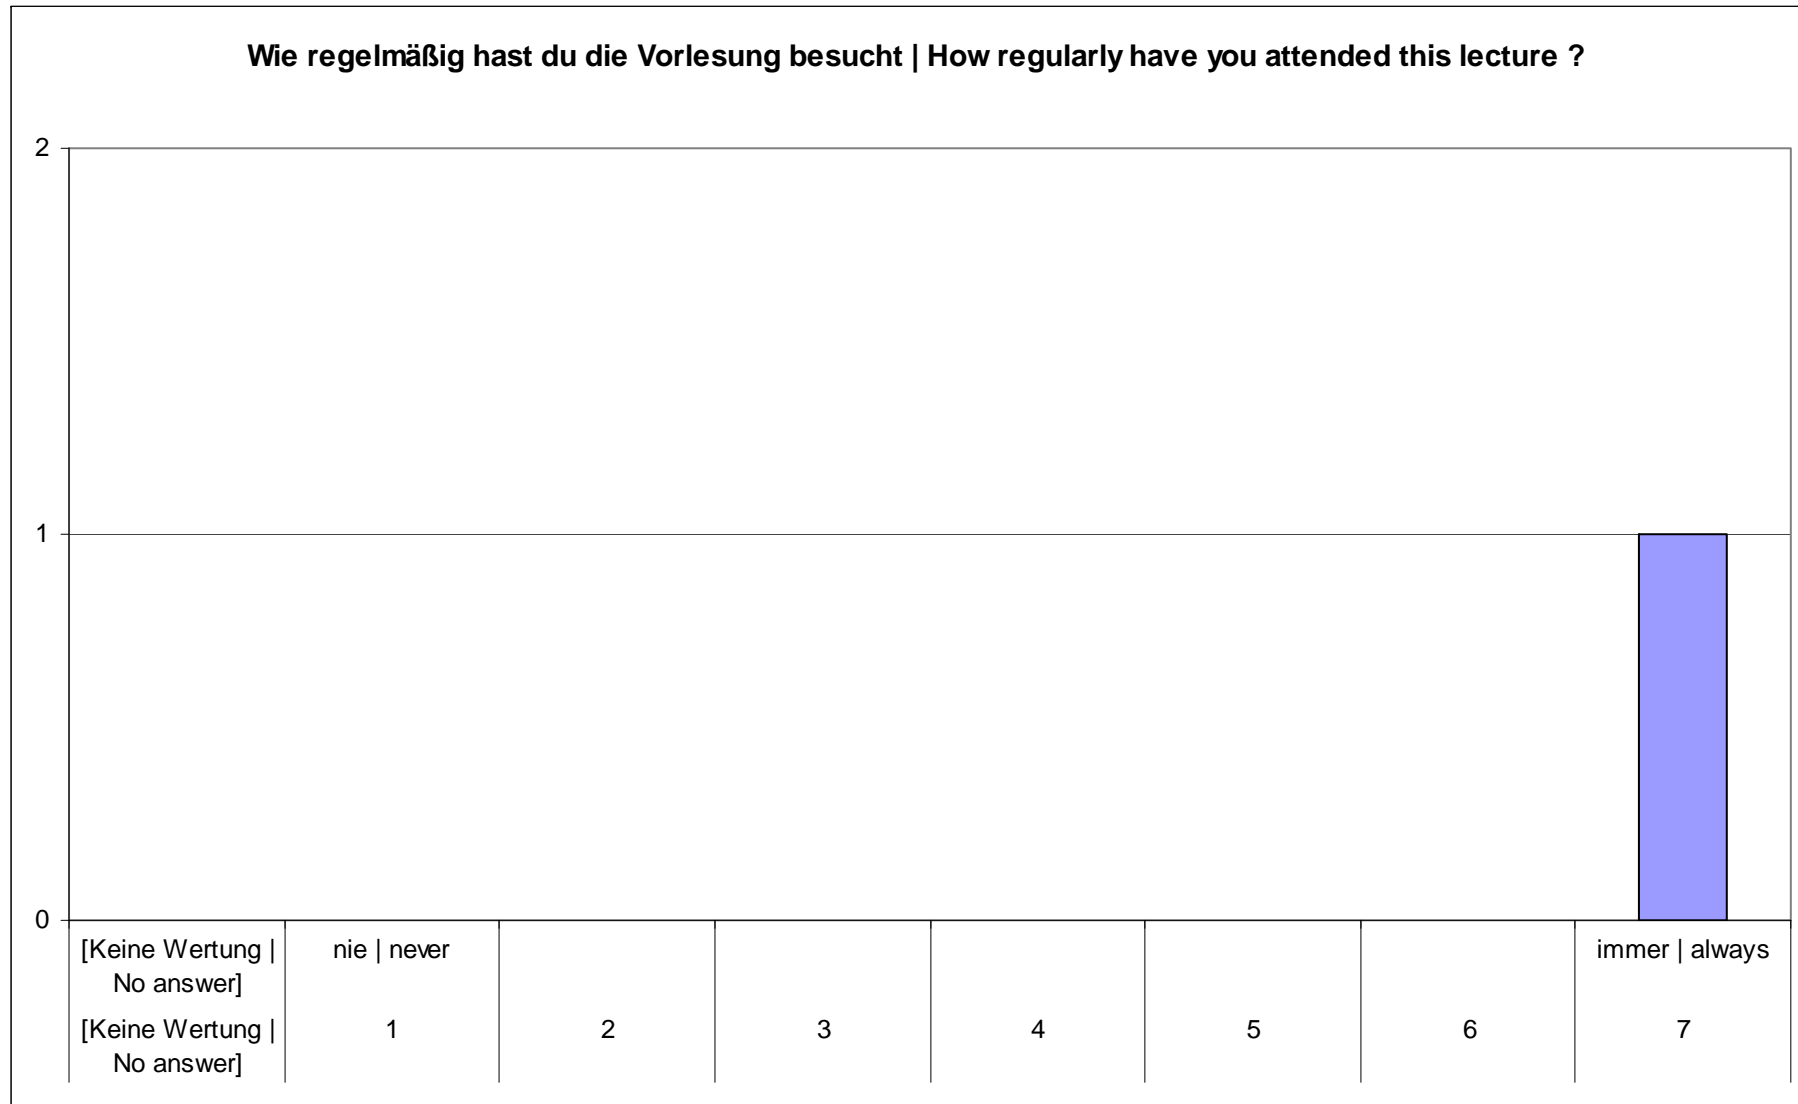 Wie regelmäßig hast du die Vorlesung besucht | How regularly have you attended this lecture ?
2
1
0
[Keine Wertung | No answer]
nie | never
immer | always
[Keine Wertung | No answer]
1
2
3
4
5
6
7